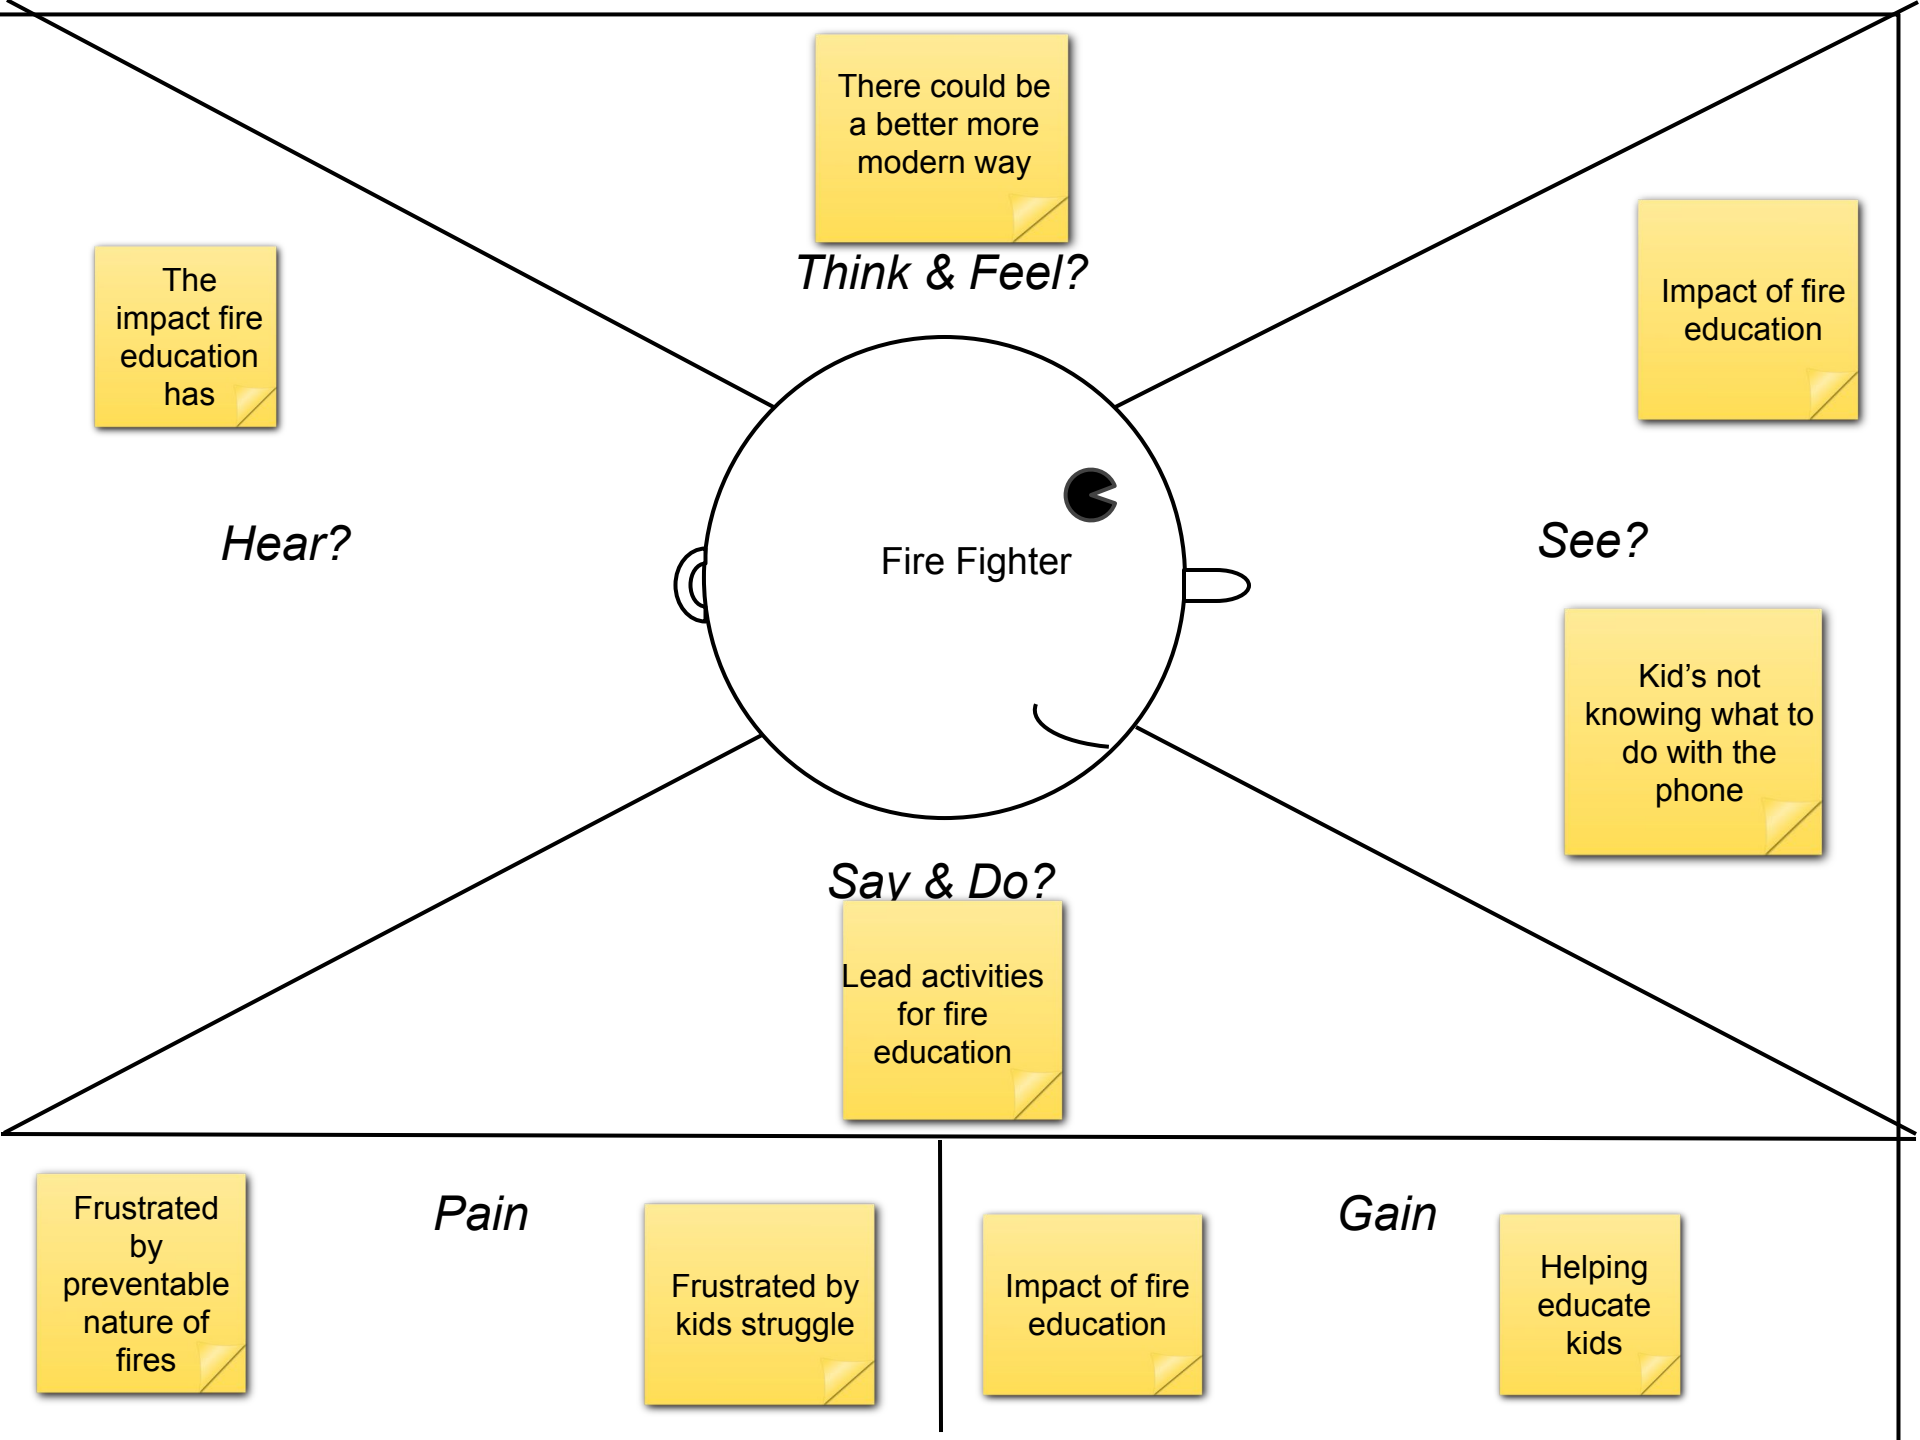 There could be
a better more
modern way
Think & Feel?
The
impact fire
education
has
Hear?
Fire Fighter
Impact of fire
education
See?
Kid’s not
knowing what to
do with the
phone
Say & Do?
Lead activities
for fire
education
Pain
Frustrated
by
preventable
nature of
fires
Frustrated by
kids struggle
Gain
Impact of fire
education
Helping
educate
kids